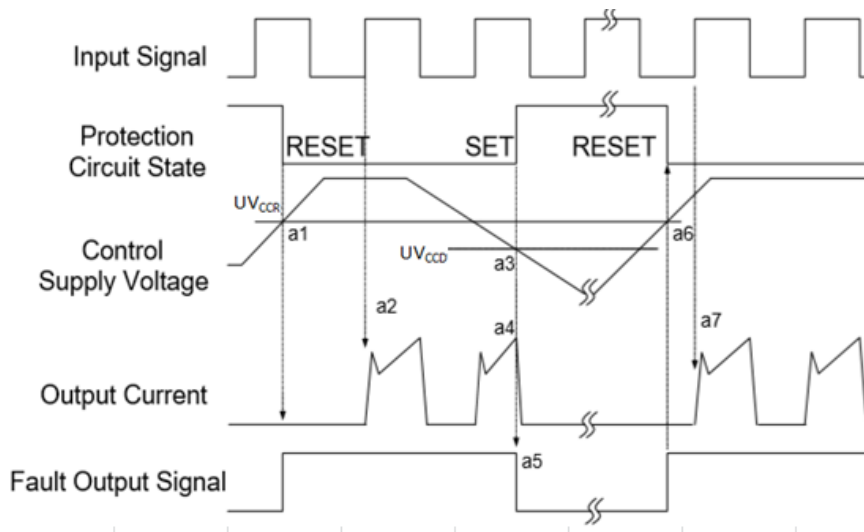 Input Signal
Protection
Circuit State
RESET
SET
RESET
UVCCR
a1
a6
Control
Supply Voltage
UVCCD
a3
a2
a4
a7
Output Current
a5
Fault Output Signal